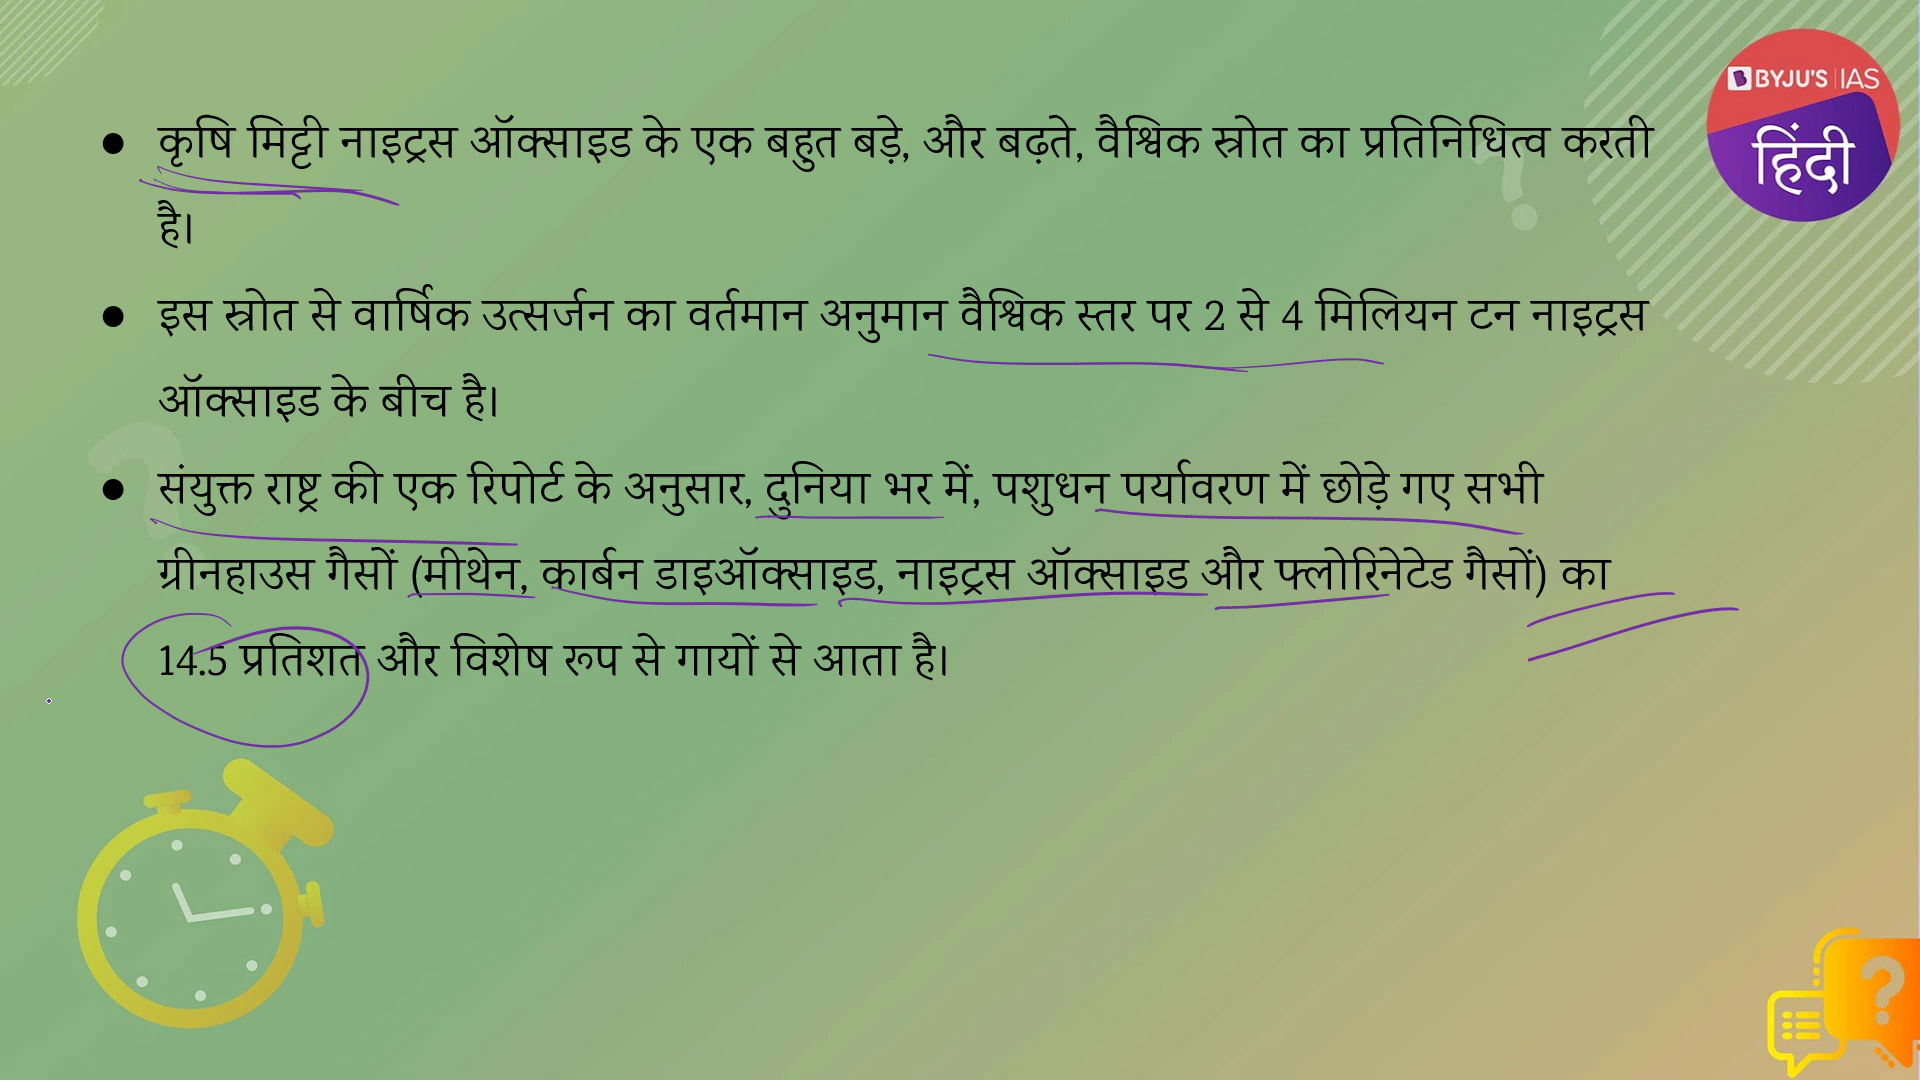 BYJU'S IAS
हिंदी
● कृषि मिट्टी नाइट्रस ऑक्साइड के एक बहुत बड़े, और बढ़ते, वैश्विक स्रोत का प्रतिनिधित्व करती
है।
● इस स्रोत से वार्षिक उत्सर्जन का वर्तमान अनुमान वैश्विक स्तर पर 2 से 4 मिलियन टन नाइट्रस
ऑक्साइड के बीच है।
● संयुक्त राष्ट्र की एक रिपोर्ट के अनुसार, दुनिया भर में, पशुधन पर्यावरण में छोड़े गए सभी
ग्रीनहाउस गैसों (मीथेन, कार्बन डाइऑक्साइड, नाइट्रस ऑक्साइड और फ्लोरिनेटेड गैसों) का
14.5 प्रतिशत और विशेष रूप से गायों से आता है।